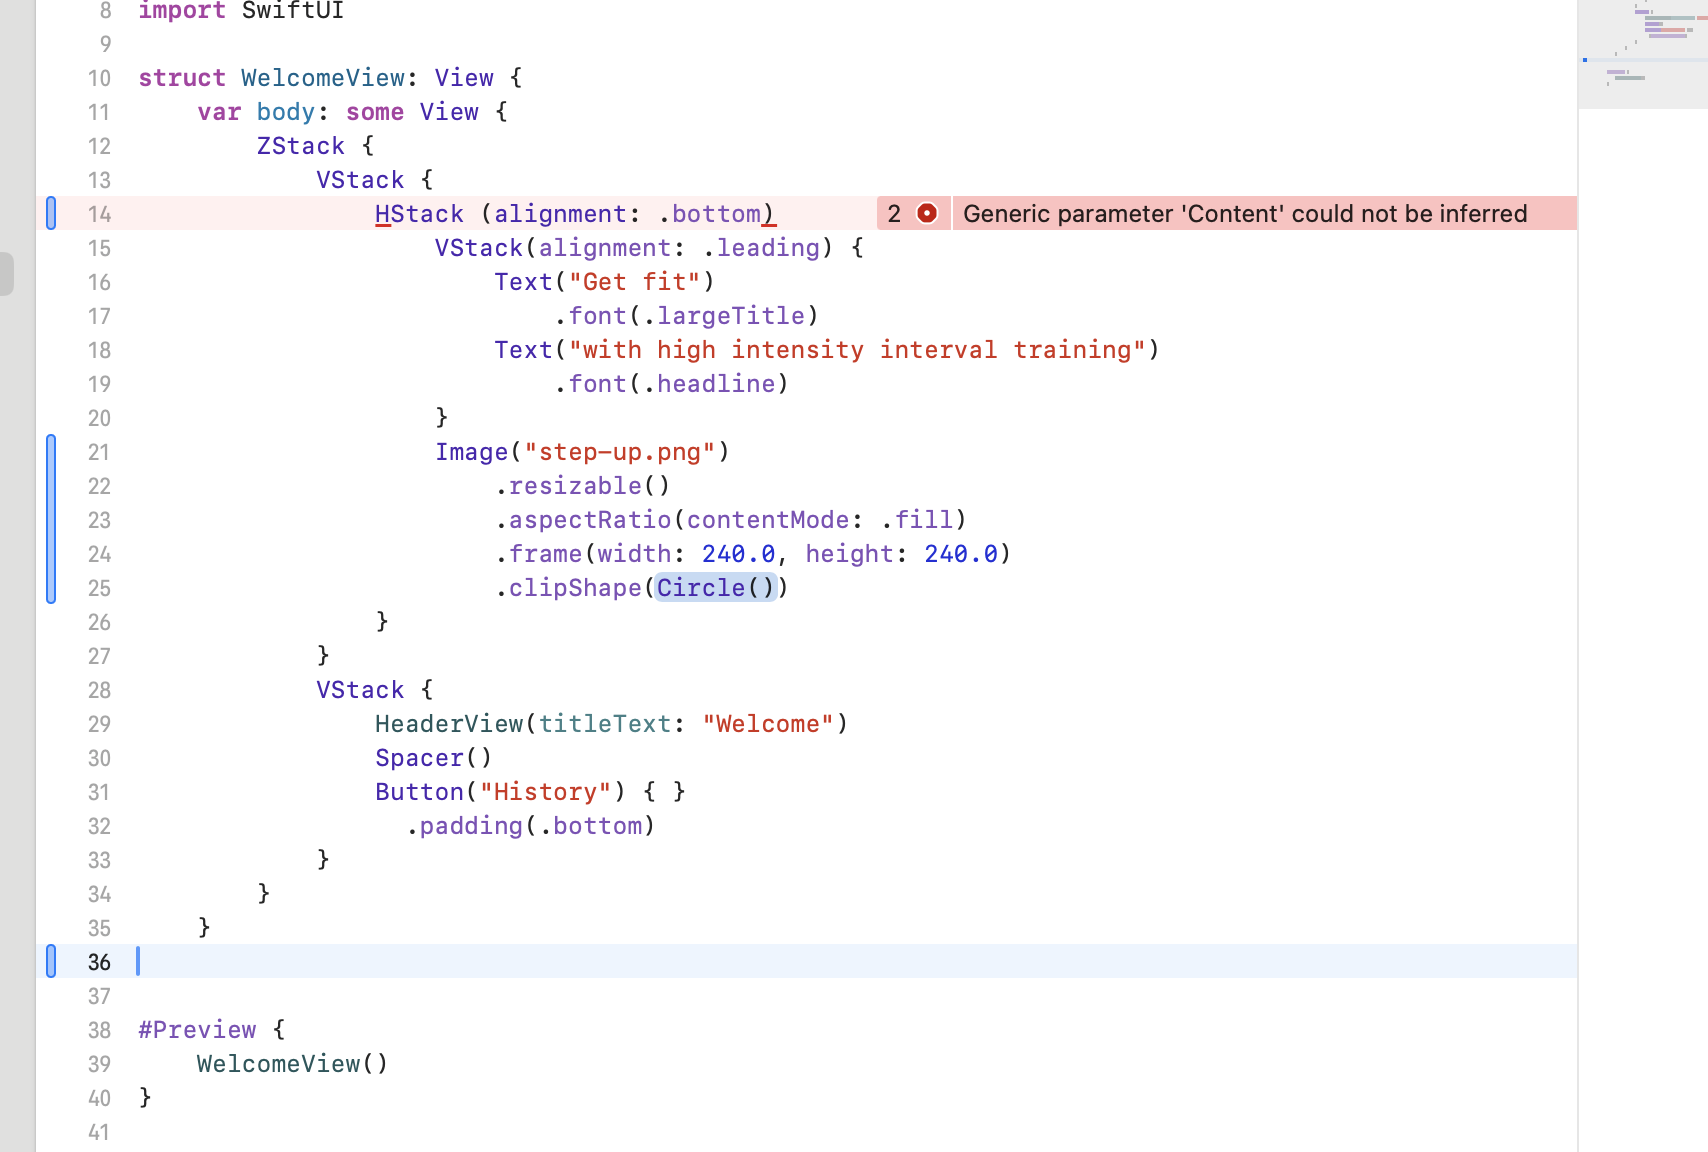 8 import SwiftUI
9
10 struct WelcomeView: View {
11     var body: some View {
12         ZStack {
13             VStack {
14                 HStack (alignment: .bottom) 2 Generic parameter 'Content' could not be inferred
15                     VStack(alignment: .leading) {
16                         Text("Get fit")
17                             .font(.largeTitle)
18                         Text("with high intensity interval training")
19                             .font(.headline)
20                     }
21                     Image("step-up.png")
22                         .resizable()
23                         .aspectRatio(contentMode: .fill)
24                         .frame(width: 240.0, height: 240.0)
25                         .clipShape(Circle())
26                 }
27             }
28             VStack {
29                 HeaderView(titleText: "Welcome")
30                 Spacer()
31                 Button("History") { }
32                   .padding(.bottom)
33             }
34         }
35     }
36
37
38 #Preview {
39     WelcomeView()
40 }
41